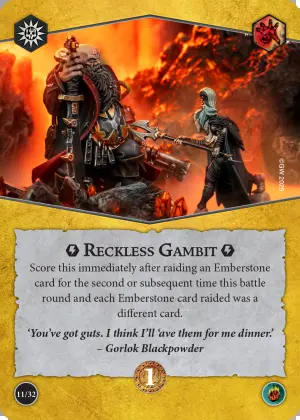 ©GW 2025
Reckless Gambit
Score this immediately after raiding an Emberstone
card for the second or subsequent time this battle
round and each Emberstone card raided was a
different card.
‘You’ve got guts. I think I’ll ’ave them for me dinner.’
– Gorlok Blackpowder
1
11/32